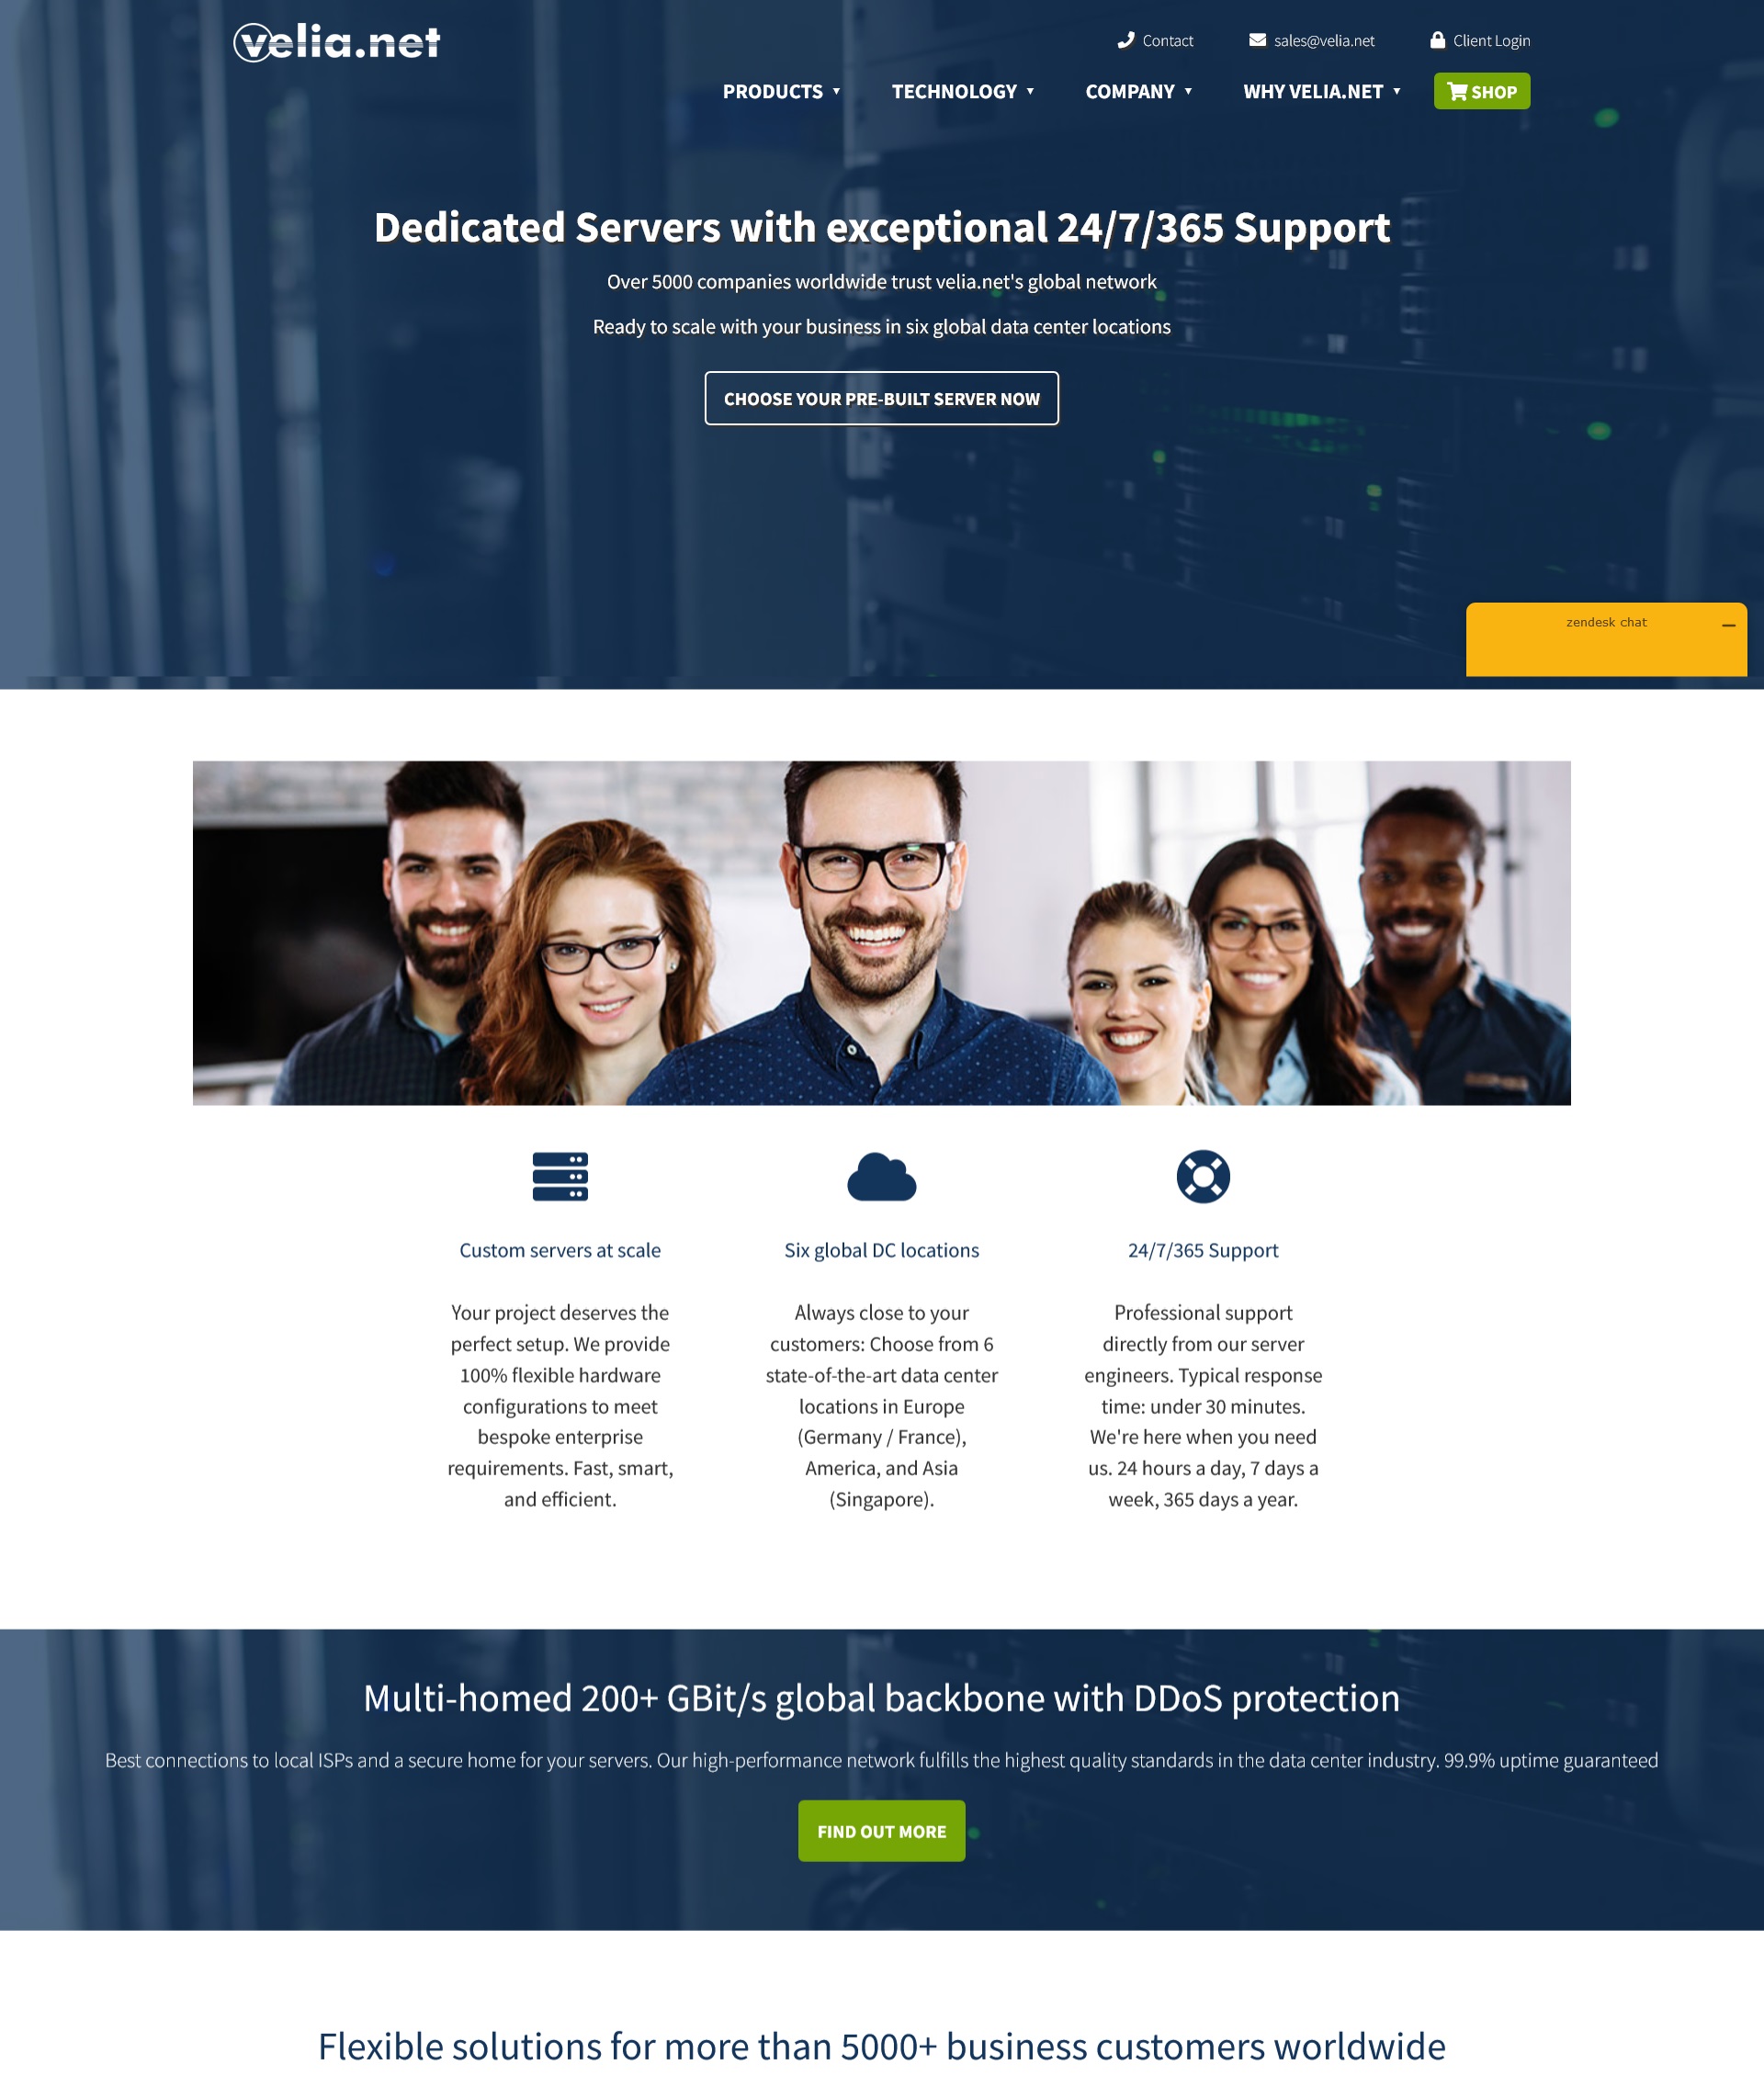 velia.net
Contact
sales@velia.net
Client Login
PRODUCTS ▼
TECHNOLOGY ▼
COMPANY ▼
WHY VELIA.NET ▼
SHOP
Dedicated Servers with exceptional 24/7/365 Support
Over 5000 companies worldwide trust velia.net's global network
Ready to scale with your business in six global data center locations
CHOOSE YOUR PRE-BUILT SERVER NOW
zendesk chat
Custom servers at scale
Your project deserves the
perfect setup. We provide
100% flexible hardware
configurations to meet
bespoke enterprise
requirements. Fast, smart,
and efficient.
Six global DC locations
Always close to your
customers: Choose from 6
state-of-the-art data center
locations in Europe
(Germany / France),
America, and Asia
(Singapore).
24/7/365 Support
Professional support
directly from our server
engineers. Typical response
time: under 30 minutes.
We're here when you need
us. 24 hours a day, 7 days a
week, 365 days a year.
Multi-homed 200+ GBit/s global backbone with DDoS protection
Best connections to local ISPs and a secure home for your servers. Our high-performance network fulfills the highest quality standards in the data center industry. 99.9% uptime guaranteed
FIND OUT MORE
Flexible solutions for more than 5000+ business customers worldwide